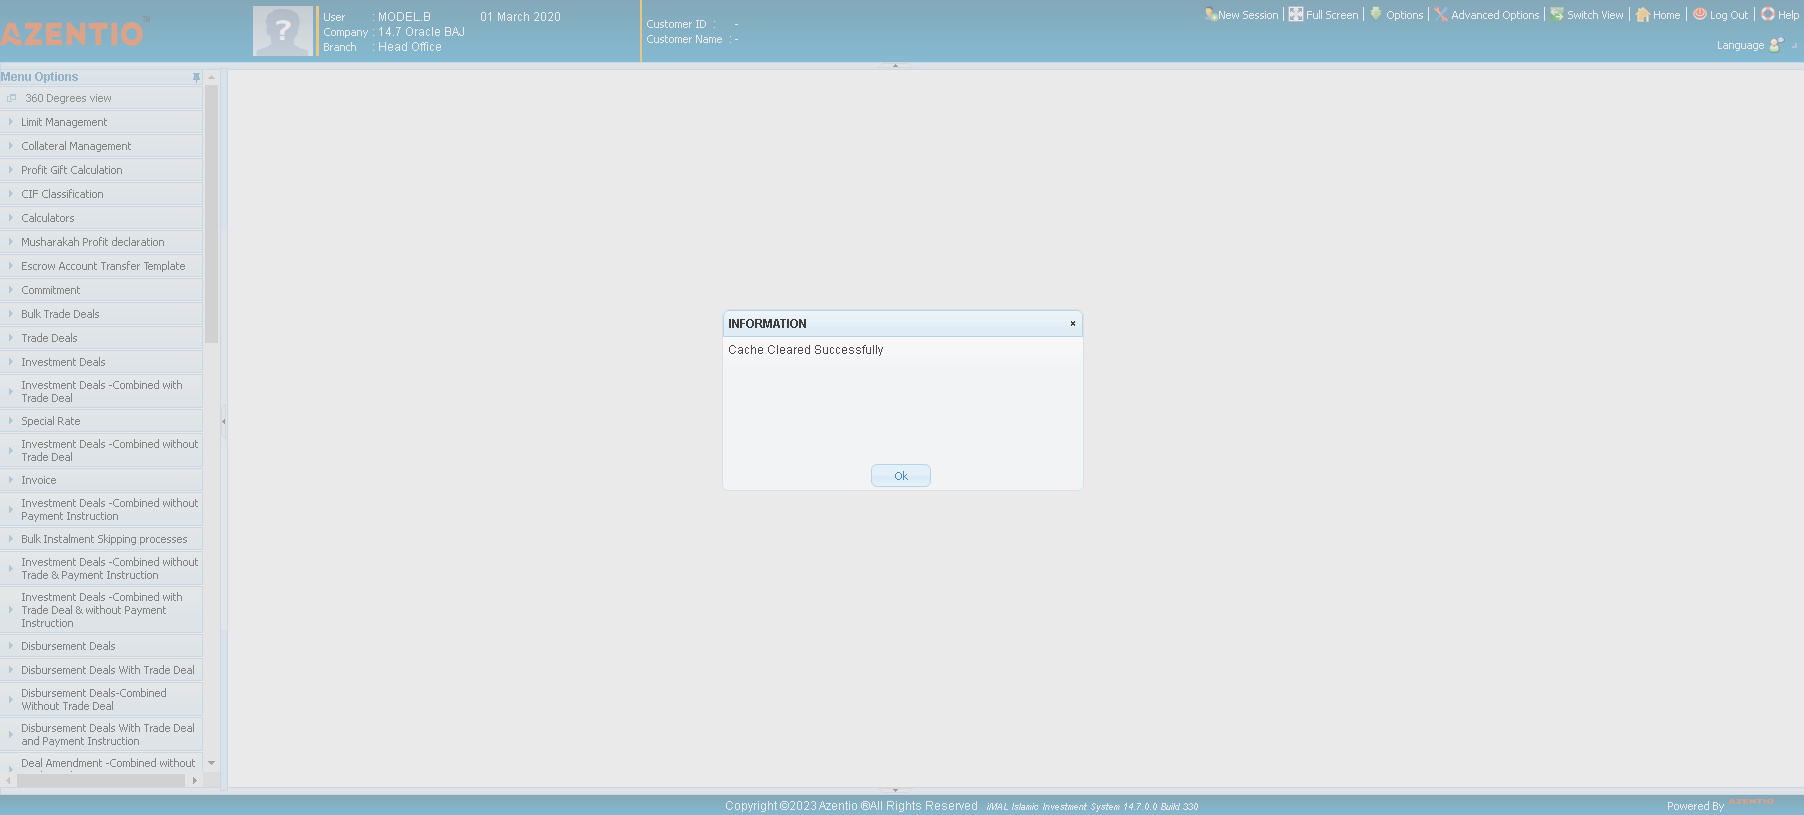 AZENTIO™
User : MODEL.B 01 March 2020
Company : 14.7 Oracle BAJ
Branch : Head Office
Customer ID : -
Customer Name : -
New Session
Full Screen
Options
Advanced Options
Switch View
Home
Log Out
Help
Language
Menu Options
360 Degrees view
Limit Management
Collateral Management
Profit Gift Calculation
CIF Classification
Calculators
Musharakah Profit declaration
Escrow Account Transfer Template
Commitment
Bulk Trade Deals
Trade Deals
Investment Deals
Investment Deals -Combined with
Trade Deal
Special Rate
Investment Deals -Combined without
Trade Deal
Invoice
Investment Deals -Combined without
Payment Instruction
Bulk Instalment Skipping processes
Investment Deals -Combined without
Trade & Payment Instruction
Investment Deals -Combined with
Trade Deal & without Payment
Instruction
Disbursement Deals
Disbursement Deals With Trade Deal
Disbursement Deals-Combined
Without Trade Deal
Disbursement Deals With Trade Deal
and Payment Instruction
Deal Amendment -Combined without
INFORMATION
Cache Cleared Successfully
Ok
Copyright ©2023 Azentio ®All Rights Reserved iMAL Islamic Investment System 14.7.0.0 Build 330
Powered By AZENTIO